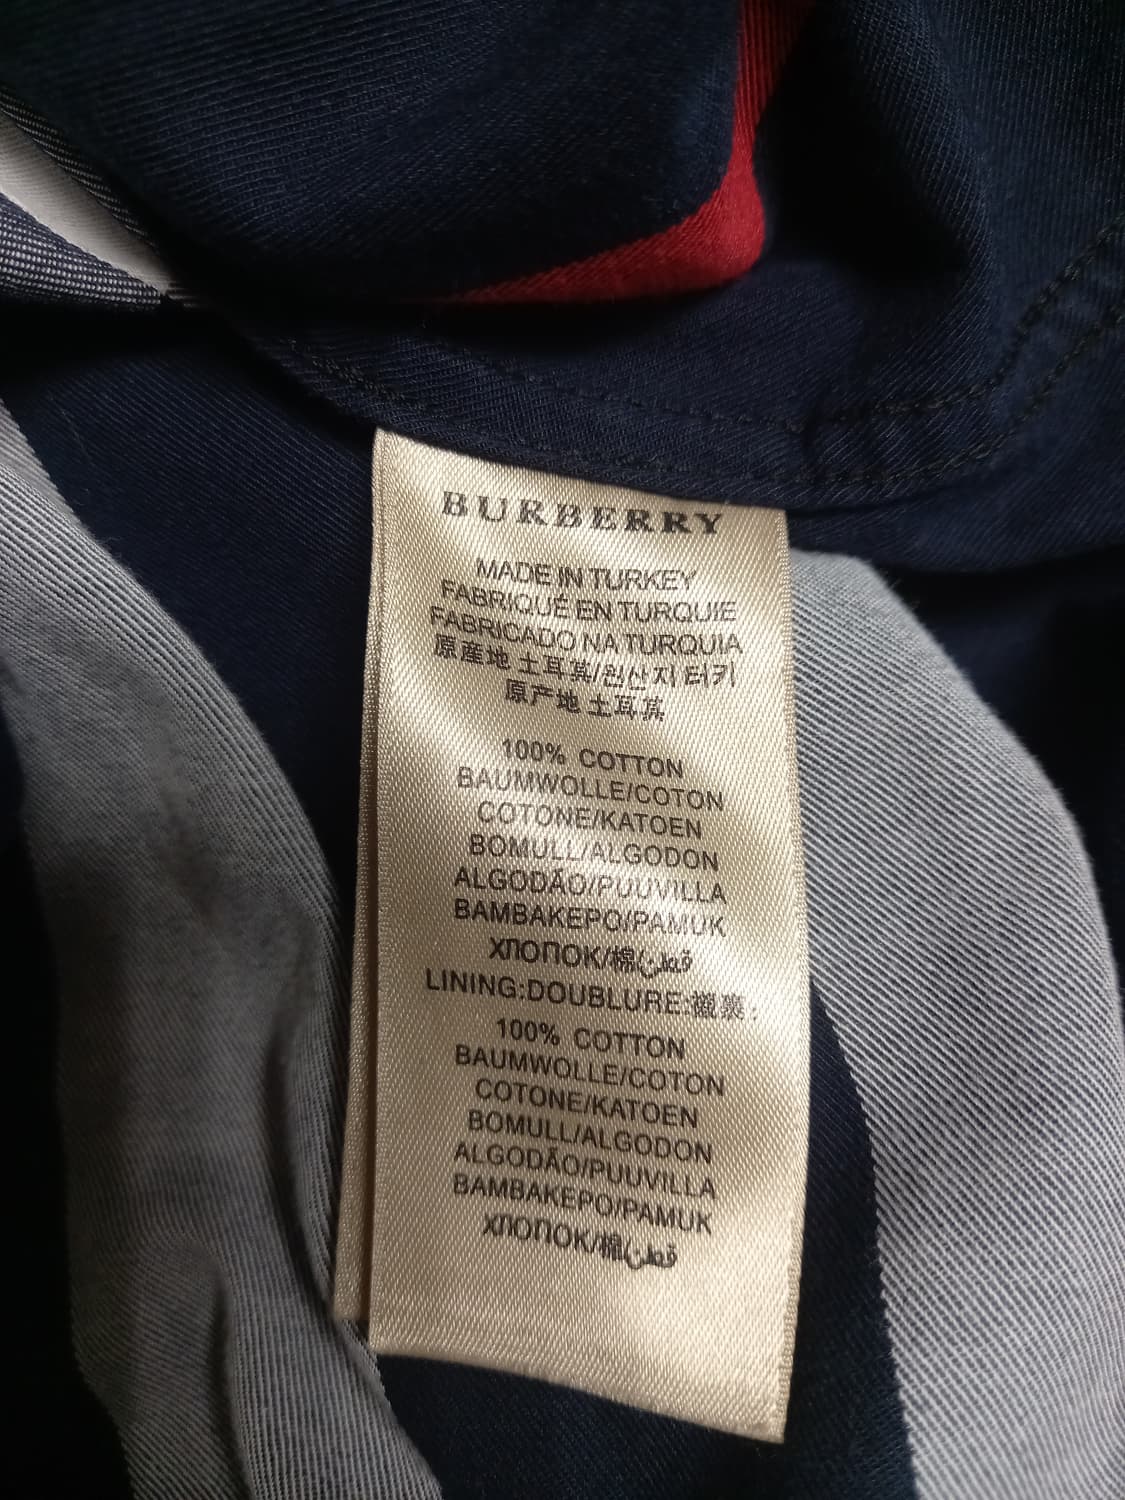 BURBERRY
MADE IN TURKEY
FABRIQUÉ EN TURQUIE
FABRICADO NA TURQUIA
原産地 土耳其/원산지 터키
原产地 土耳其
100% COTTON
BAUMWOLLE/COTON
COTONE/KATOEN
BOMULL/ALGODON
ALGODÃO/PUUVILLA
BAMBAKEPO/PAMUK
ХЛОПОК/棉/قطن
LINING:DOUBLURE:襯裏:
100% COTTON
BAUMWOLLE/COTON
COTONE/KATOEN
BOMULL/ALGODON
ALGODÃO/PUUVILLA
BAMBAKEPO/PAMUK
ХЛОПОК/棉/قطن